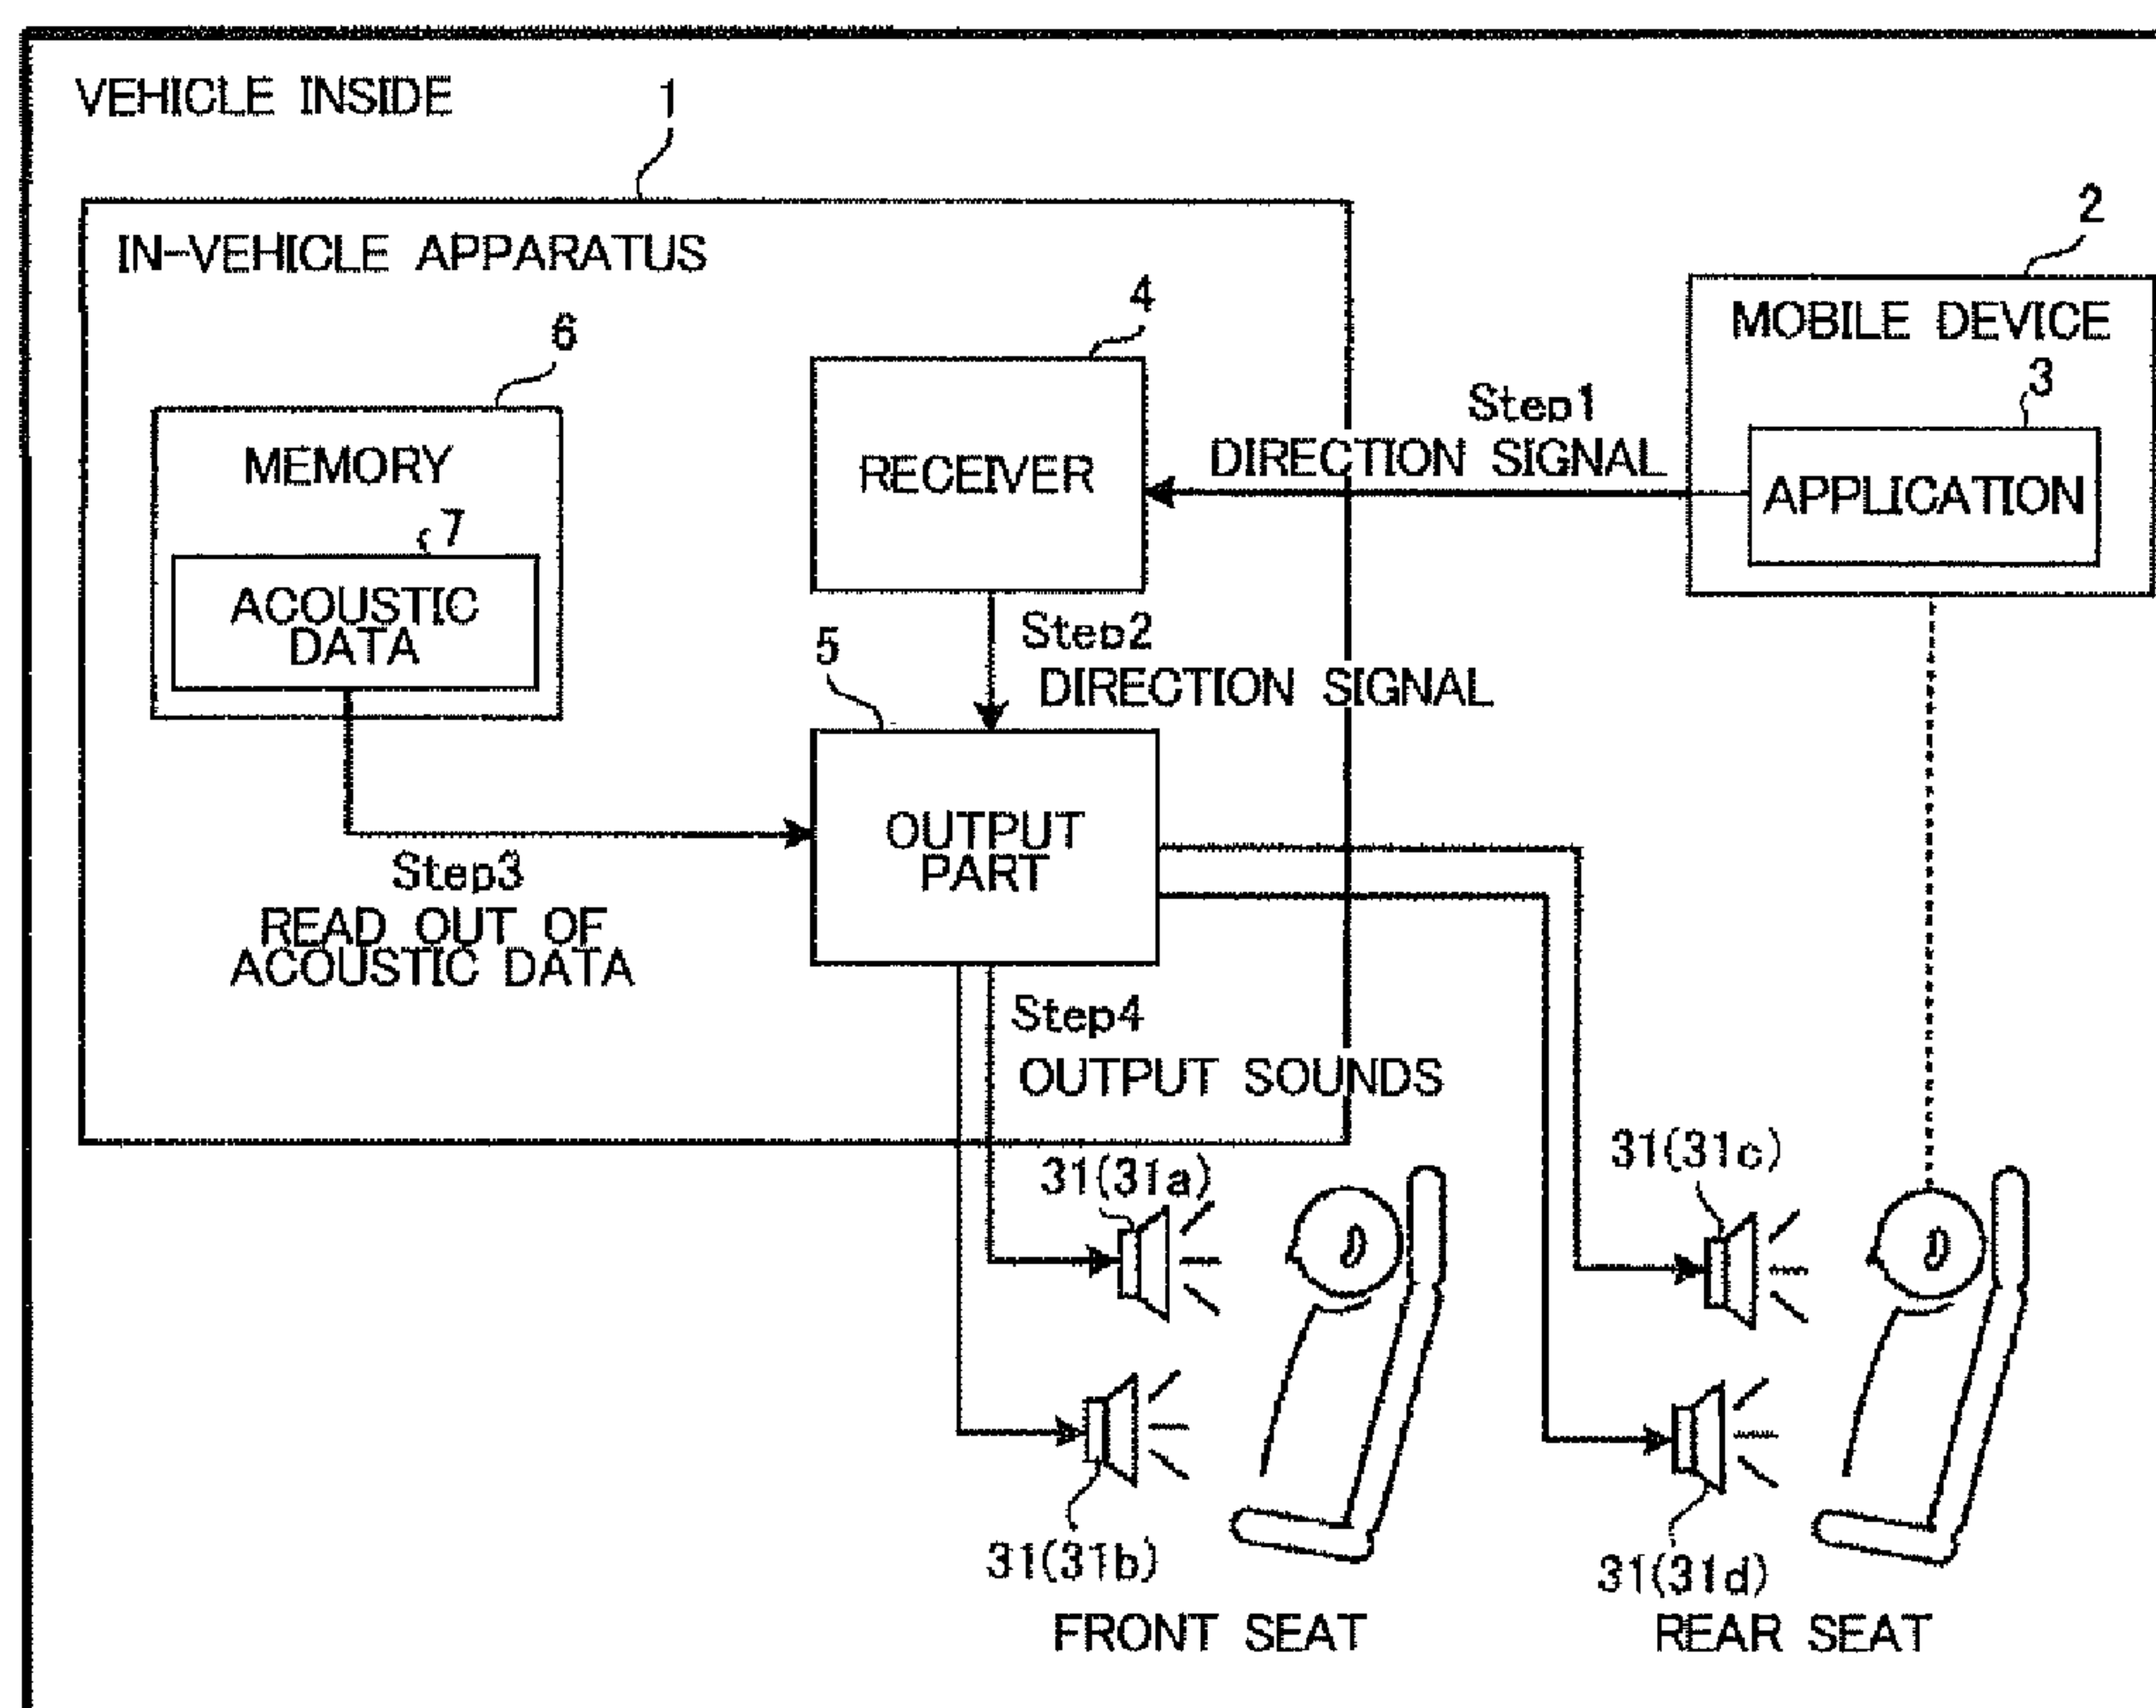 VEHICLE INSIDE
1
IN-VEHICLE APPARATUS
2
MOBILE DEVICE
3
APPLICATION
4
RECEIVER
Step1
DIRECTION SIGNAL
6
MEMORY
7
ACOUSTIC
DATA
Step2
DIRECTION SIGNAL
5
OUTPUT
PART
Step3
READ OUT OF
ACOUSTIC DATA
Step4
OUTPUT SOUNDS
31(31a)
31(31c)
31(31b)
31(31d)
FRONT SEAT
REAR SEAT